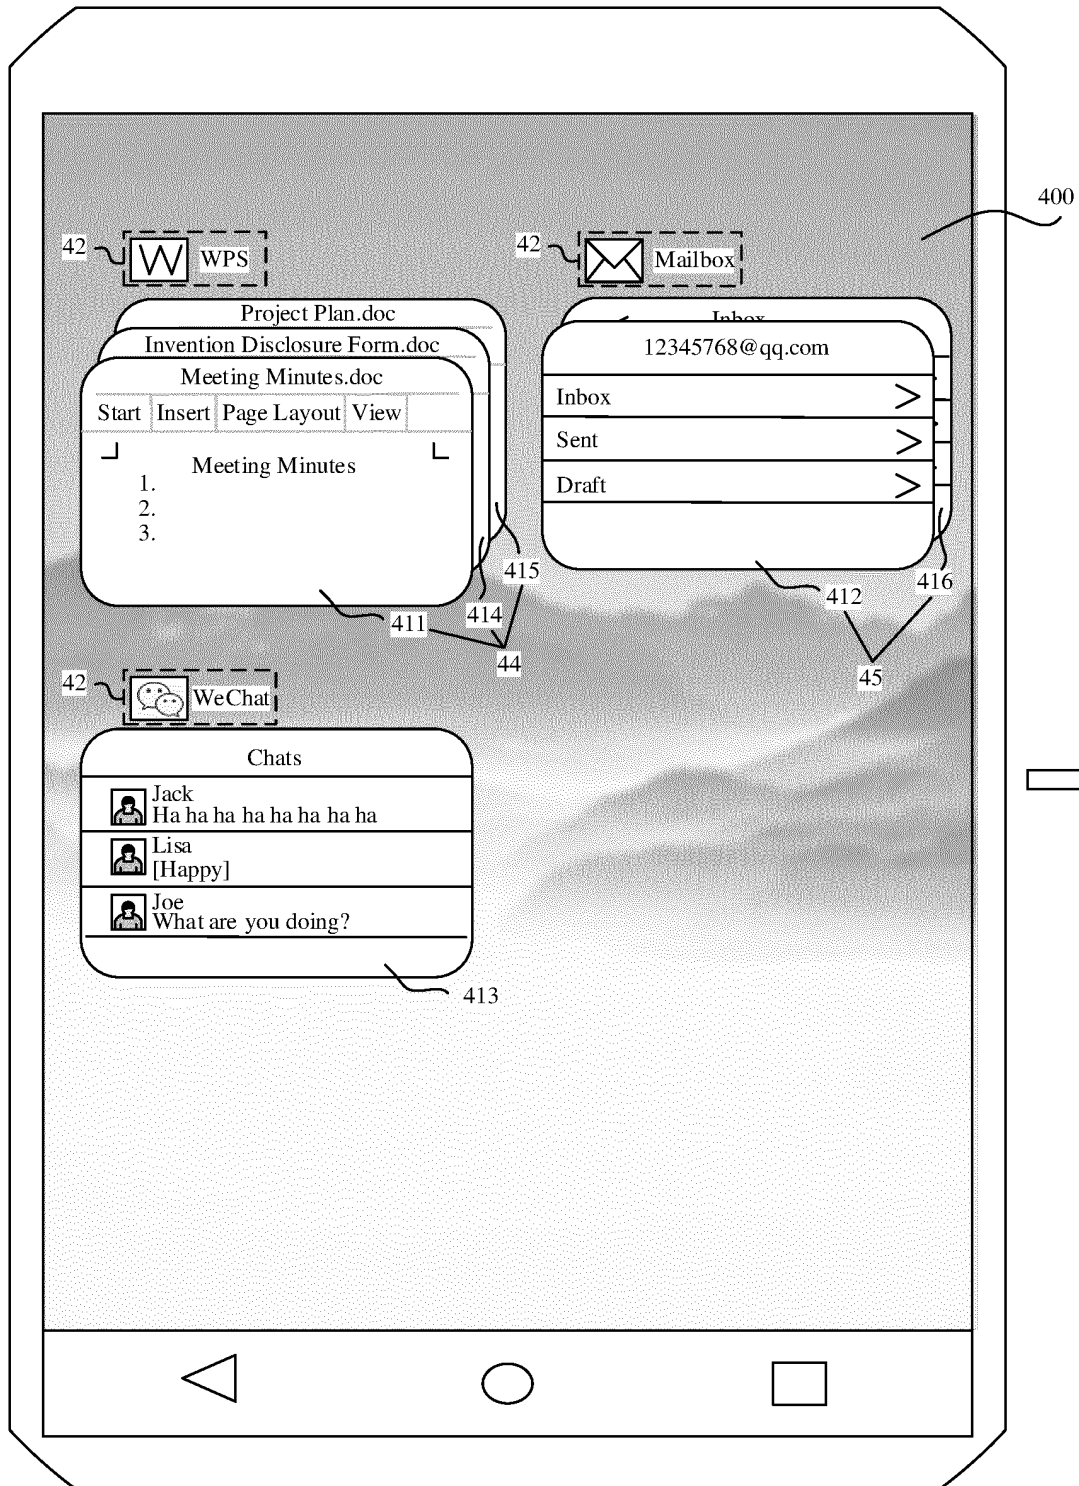 400
42
W
WPS
42
Mailbox
Project Plan.doc
Inbox
Invention Disclosure Form.doc
12345768@qq.com
Meeting Minutes.doc
Start Insert Page Layout View
Inbox
Sent
Draft
Meeting Minutes
1.
2.
3.
415
416
414
412
411
44
45
42
WeChat
Chats
Jack
Ha ha ha ha ha ha ha ha
Lisa
[Happy]
Joe
What are you doing?
413